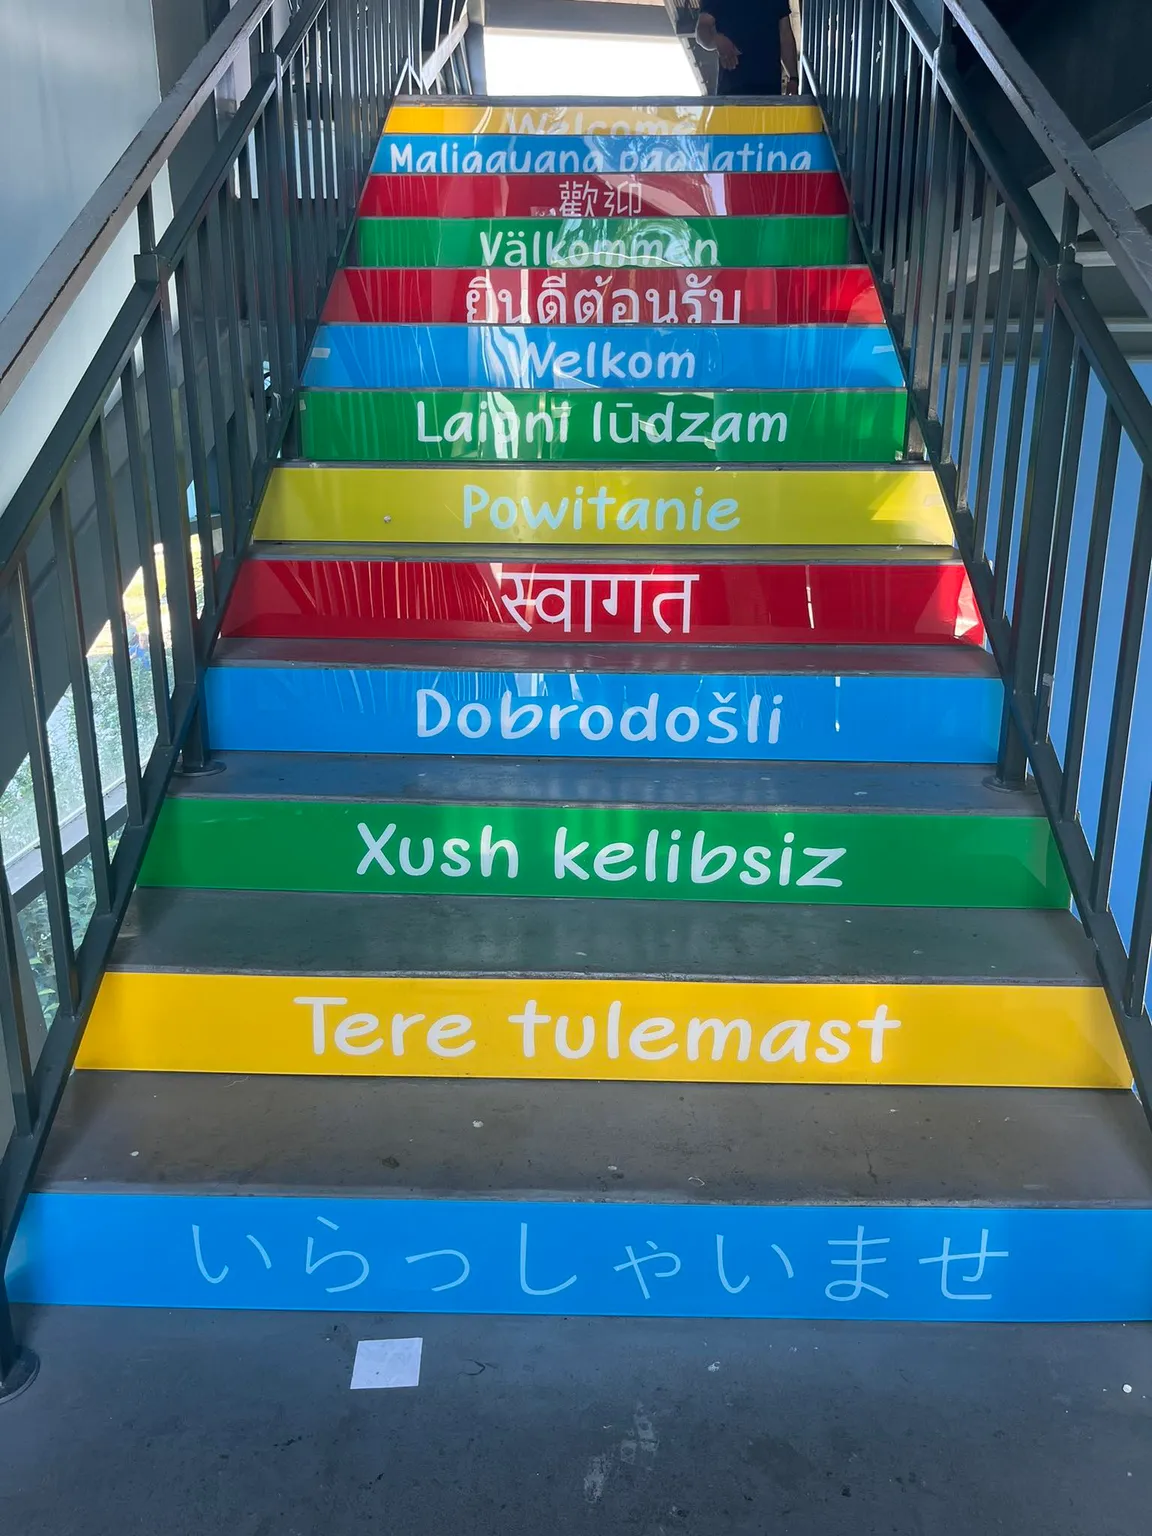 Welcome
Maligayang pagdating
歡迎
Välkommen
ยินดีต้อนรับ
Welkom
Laipni lūdzam
Powitanie
स्वागत
Dobrodošli
Xush kelibsiz
Tere tulemast
いらっしゃいませ